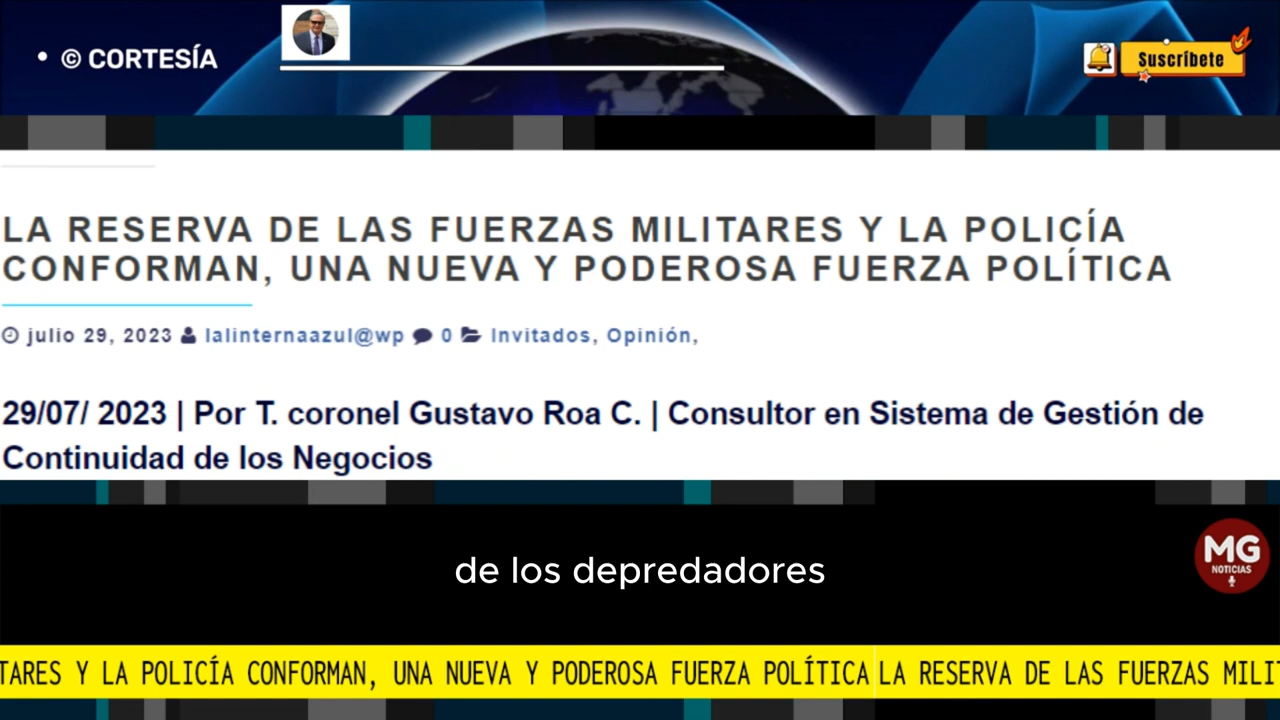 • © CORTESÍA
Suscríbete
LA RESERVA DE LAS FUERZAS MILITARES Y LA POLICÍA
CONFORMAN, UNA NUEVA Y PODEROSA FUERZA POLÍTICA
julio 29, 2023 lalinternaazul@wp 0 Invitados, Opinión,
29/07/ 2023 | Por T. coronel Gustavo Roa C. | Consultor en Sistema de Gestión de
Continuidad de los Negocios
de los depredadores
MG
NOTICIAS
TARES Y LA POLICÍA CONFORMAN, UNA NUEVA Y PODEROSA FUERZA POLÍTICA LA RESERVA DE LAS FUERZAS MILI